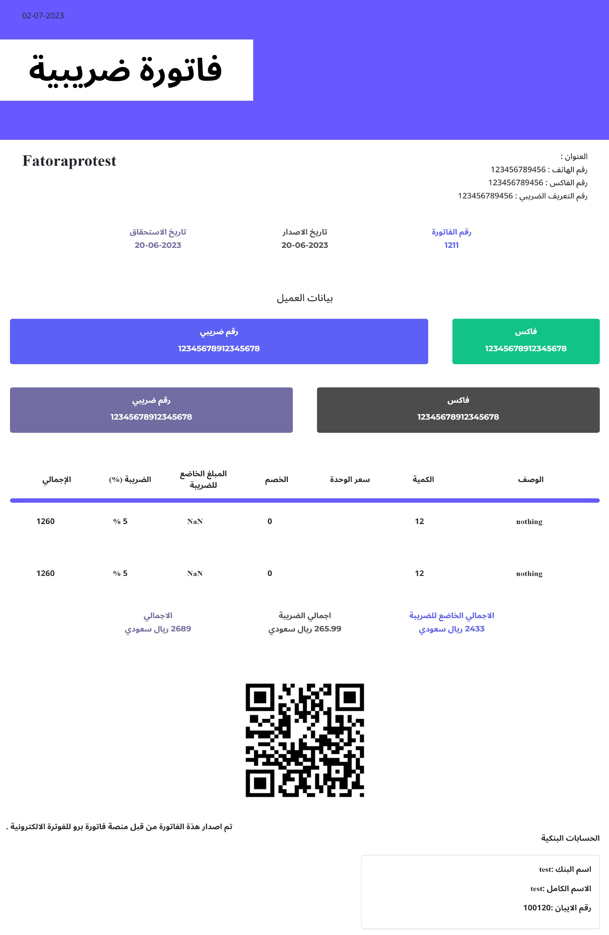 02-07-2023
فاتورة ضريبية
Fatoraprotest
العنوان :
رقم الهاتف : 123456789456
رقم الفاكس : 123456789456
رقم التعريف الضريبي : 123456789456
رقم الفاتورة تاريخ الاصدار تاريخ الاستحقاق
1211 20-06-2023 20-06-2023
بيانات العميل
فاكس رقم ضريبي
12345678912345678 12345678912345678
فاكس رقم ضريبي
12345678912345678 12345678912345678
الوصف الكمية سعر الوحدة الخصم المبلغ الخاضع للضريبة الضريبة (%) الإجمالي
nothing 12 0 NaN % 5 1260
nothing 12 0 NaN % 5 1260
الاجمالي الخاضع للضريبة اجمالي الضريبة الاجمالي
2433 ريال سعودي 265.99 ريال سعودي 2689 ريال سعودي
تم اصدار هذة الفاتورة من قبل منصة فاتورة برو للفوترة الالكترونية .
الحسابات البنكية
اسم البنك :test
الاسم الكامل :test
رقم الايبان :100120